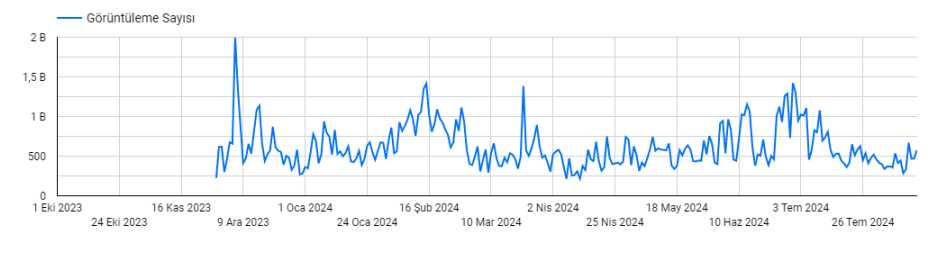 Görüntüleme Sayısı
2 B
1,5 B
1 B
500
0
1 Eki 2023
24 Eki 2023
16 Kas 2023
9 Ara 2023
1 Oca 2024
24 Oca 2024
16 Şub 2024
10 Mar 2024
2 Nis 2024
25 Nis 2024
18 May 2024
10 Haz 2024
3 Tem 2024
26 Tem 2024